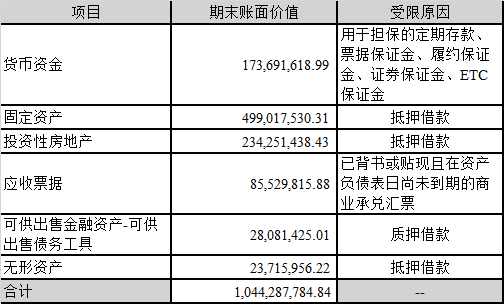 项目 期末账面价值 受限原因
货币资金 173,691,618.99 用于担保的定期存款、
票据保证金、履约保证
金、证券保证金、ETC
保证金
固定资产 499,017,530.31 抵押借款
投资性房地产 234,251,438.43 抵押借款
应收票据 85,529,815.88 已背书或贴现且在资产
负债表日尚未到期的商
业承兑汇票
可供出售金融资产-可供
出售债务工具 28,081,425.01 质押借款
无形资产 23,715,956.22 抵押借款
合计 1,044,287,784.84 --